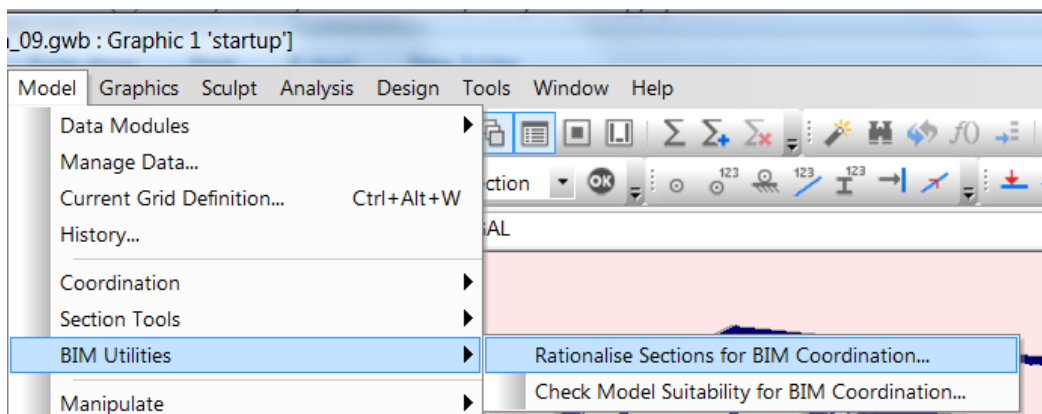 _09.gwb : Graphic 1 'startup']
Model Graphics Sculpt Analysis Design Tools Window Help
Data Modules
Manage Data...
ction OK 123 123 123
Current Grid Definition... Ctrl+Alt+W
History...
Coordination
Section Tools
BIM Utilities
Rationalise Sections for BIM Coordination...
Check Model Suitability for BIM Coordination...
Manipulate